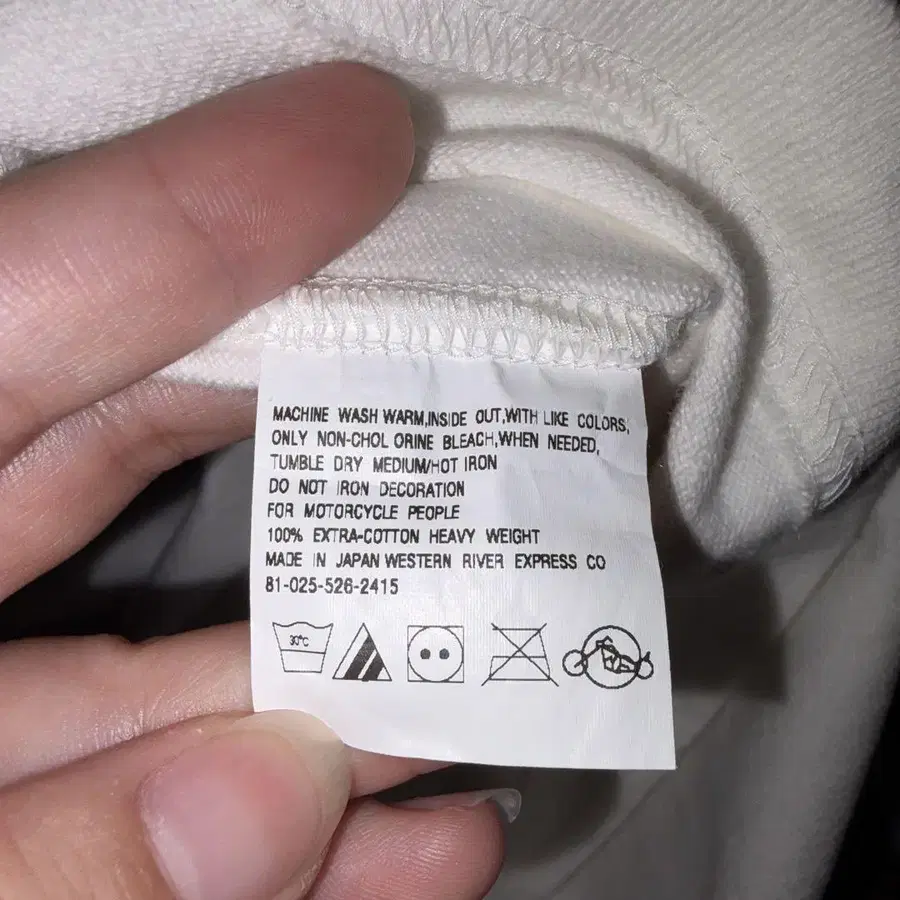 MACHINE WASH WARM,INSIDE OUT,WITH LIKE COLORS,
ONLY NON-CHOL ORINE BLEACH,WHEN NEEDED,
TUMBLE DRY MEDIUM/HOT IRON
DO NOT IRON DECORATION
FOR MOTORCYCLE PEOPLE
100% EXTRA-COTTON HEAVY WEIGHT
MADE IN JAPAN WESTERN RIVER EXPRESS CO
81-025-526-2415
30°C